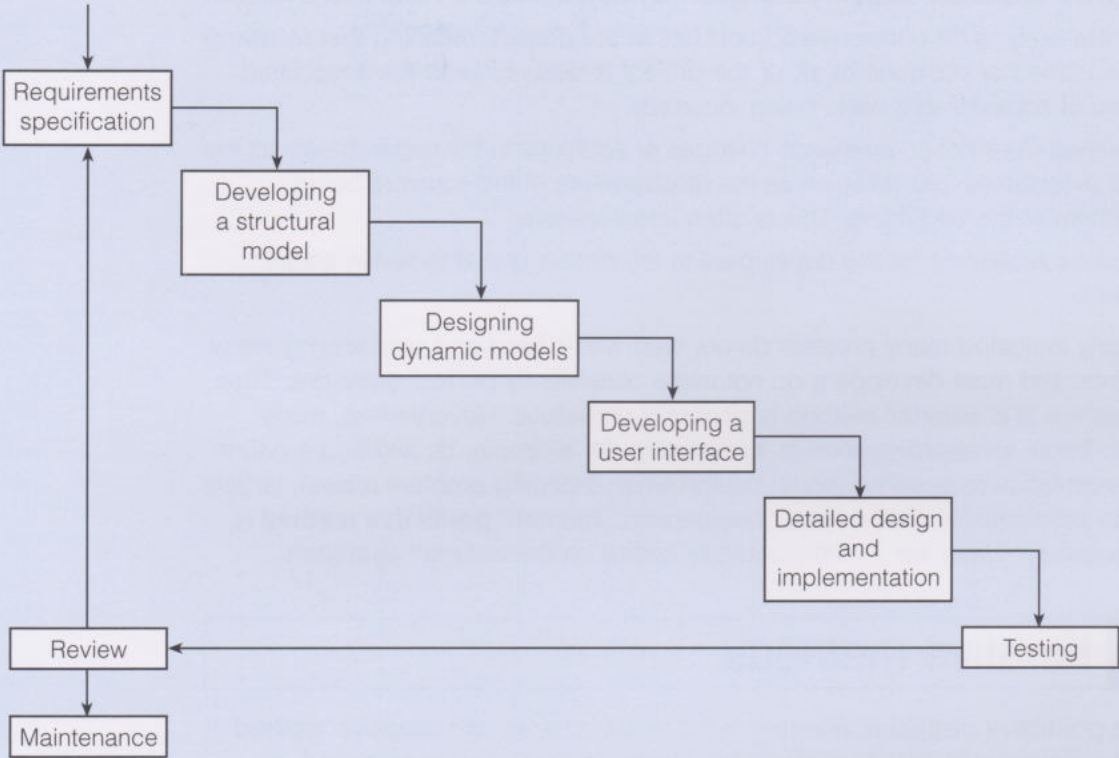 Requirements
specification
Developing
a structural
model
Designing
dynamic models
Developing a
user interface
Detailed design
and
implementation
Testing
Review
Maintenance